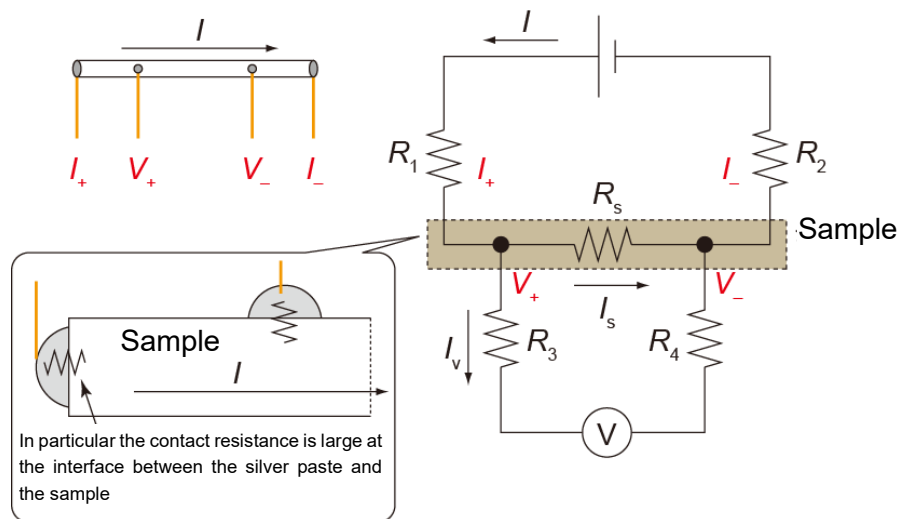 I
I₊ V₊ V₋ I₋
I
R₁ I₊ I₋ R₂
Rₛ
Sample
V₊ V₋
Iₛ
Iᵥ R₃ R₄
V
Sample
I
In particular the contact resistance is large at
the interface between the silver paste and
the sample